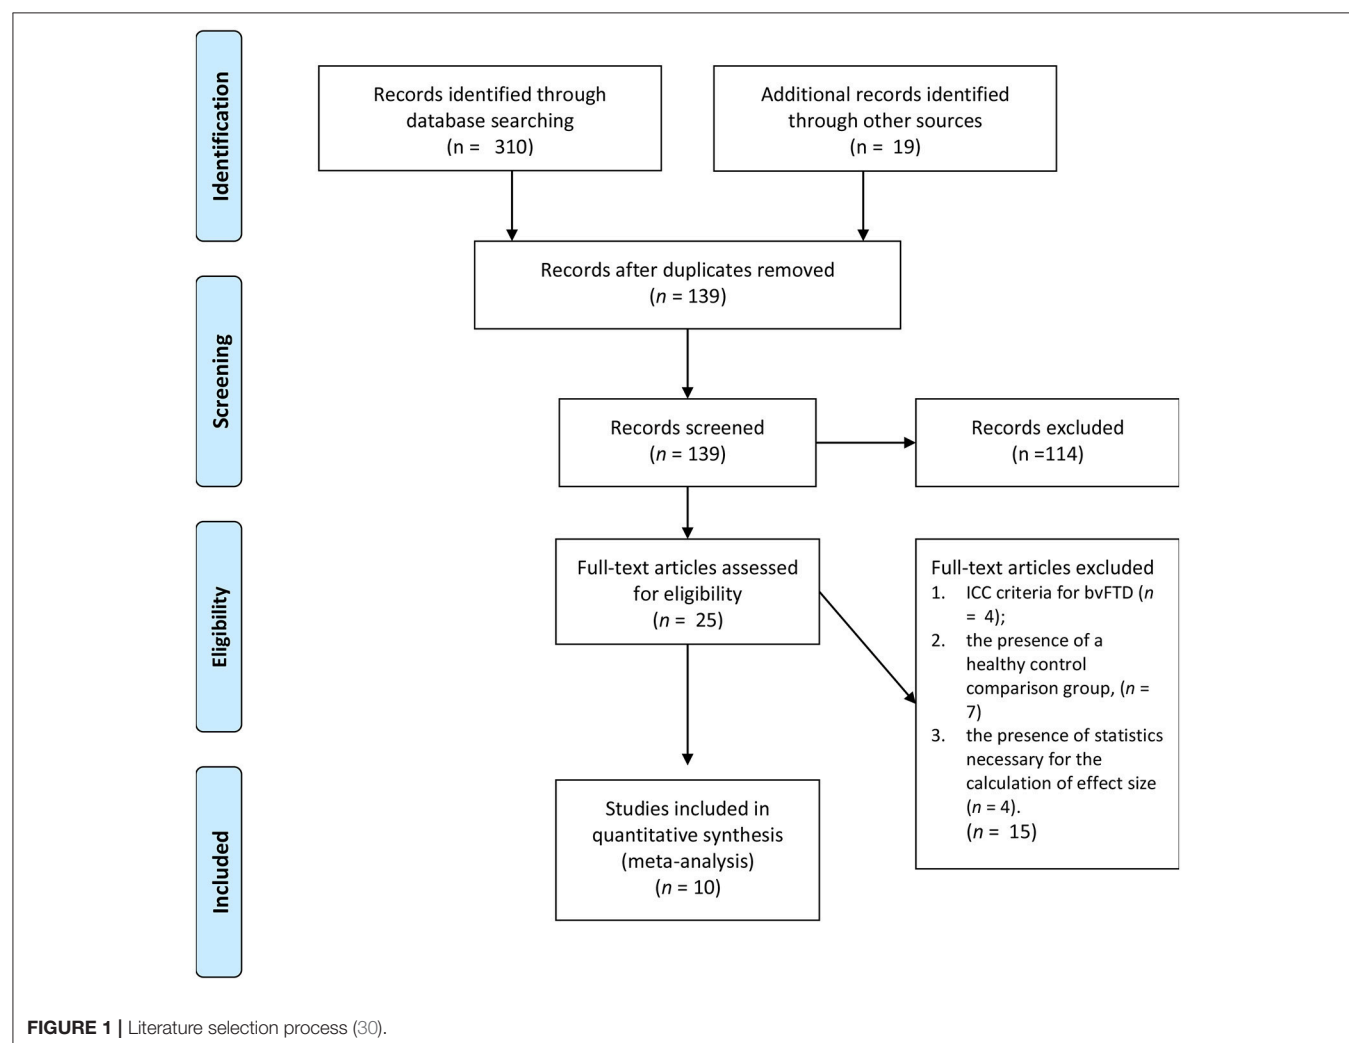 Identification
Records identified through
database searching
(n = 310)
Additional records identified
through other sources
(n = 19)
Records after duplicates removed
(n = 139)
Screening
Records screened
(n = 139)
Records excluded
(n =114)
Eligibility
Full-text articles assessed
for eligibility
(n = 25)
Full-text articles excluded
1. ICC criteria for bvFTD (n
= 4);
2. the presence of a
healthy control
comparison group, (n =
7)
3. the presence of statistics
necessary for the
calculation of effect size
(n = 4).
(n = 15)
Included
Studies included in
quantitative synthesis
(meta-analysis)
(n = 10)
FIGURE 1 | Literature selection process (30).